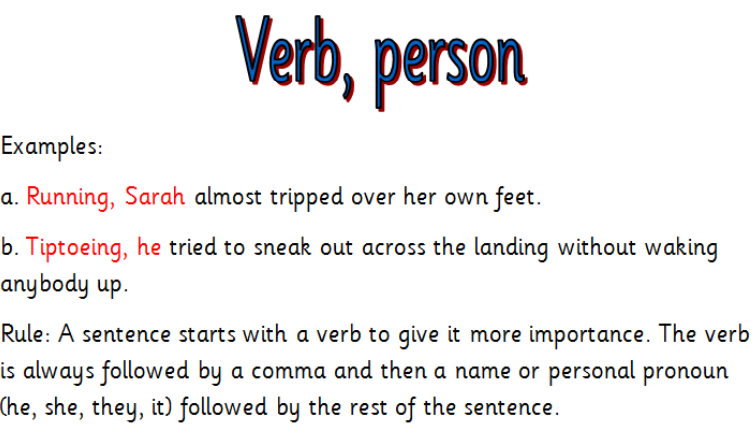 Verb, person
Examples:
a. Running, Sarah almost tripped over her own feet.
b. Tiptoeing, he tried to sneak out across the landing without waking
anybody up.
Rule: A sentence starts with a verb to give it more importance. The verb
is always followed by a comma and then a name or personal pronoun
(he, she, they, it) followed by the rest of the sentence.